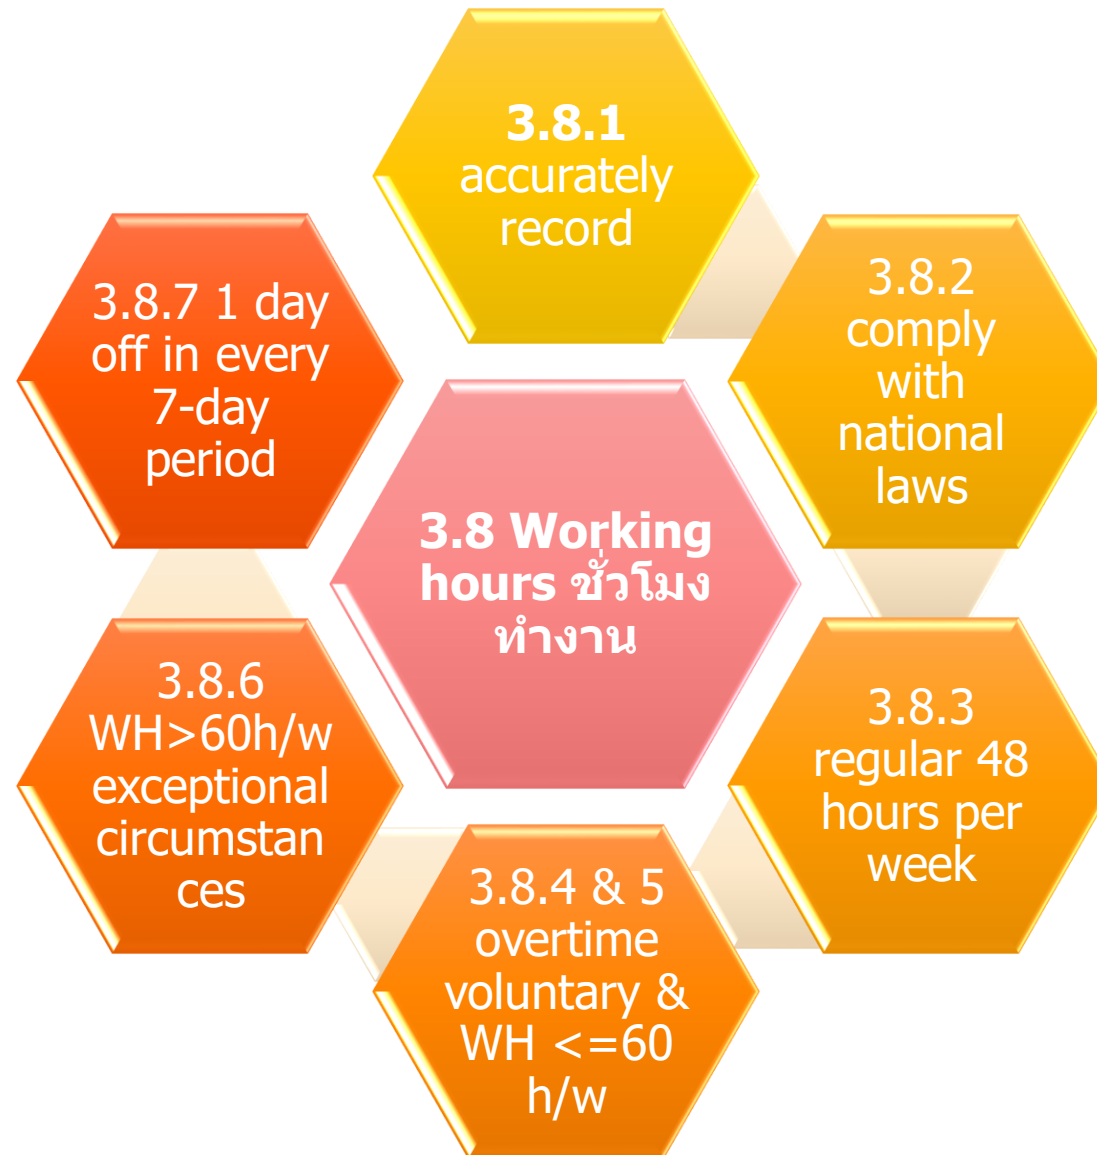 3.8.1
accurately
record
3.8.2
comply
with
national
laws
3.8.3
regular 48
hours per
week
3.8.4 & 5
overtime
voluntary &
WH <=60
h/w
3.8.6
WH>60h/w
exceptional
circumstan
ces
3.8.7 1 day
off in every
7-day
period
3.8 Working
hours ชั่วโมง
ทำงาน